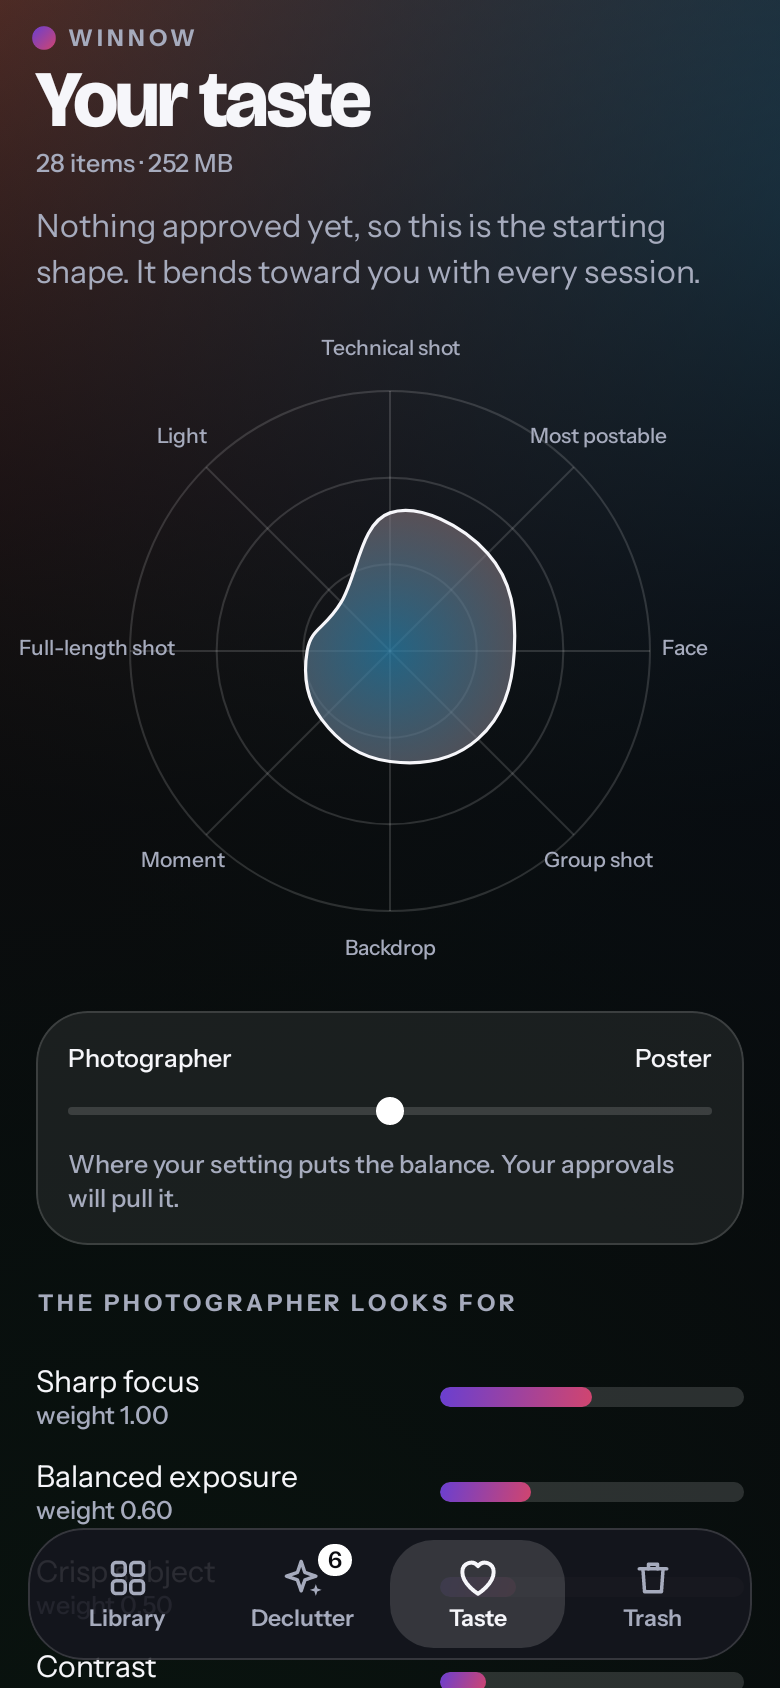 WINNOW
Your taste
28 items · 252 MB
Nothing approved yet, so this is the starting
shape. It bends toward you with every session.
Technical shot
Light
Most postable
Full-length shot
Face
Moment
Group shot
Backdrop
Photographer
Poster
Where your setting puts the balance. Your approvals
will pull it.
THE PHOTOGRAPHER LOOKS FOR
Sharp focus
weight 1.00
Balanced exposure
weight 0.60
weight 0.50
6
Library
Declutter
Taste
Trash
Contrast